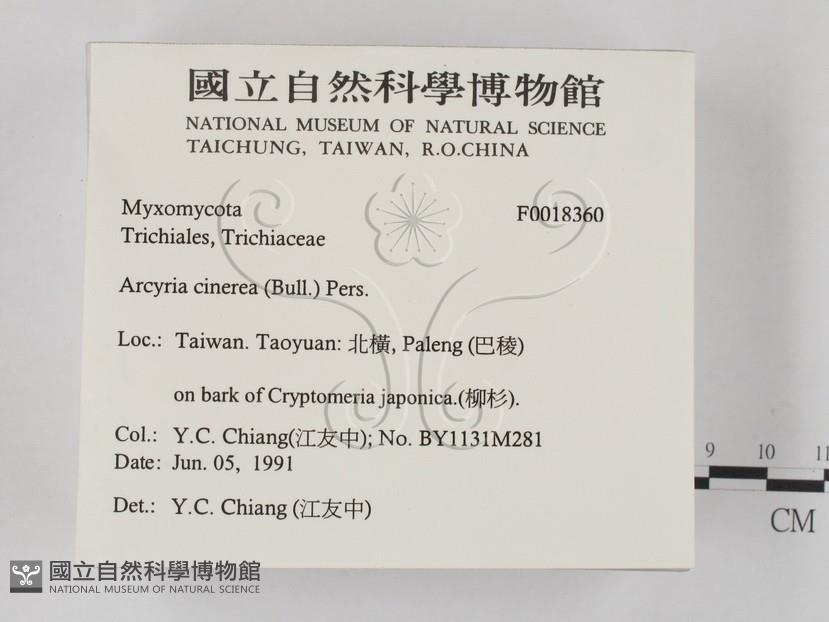 國立自然科學博物館
NATIONAL MUSEUM OF NATURAL SCIENCE
TAICHUNG, TAIWAN, R.O.CHINA
Myxomycota F0018360
Trichiales, Trichiaceae
Arcyria cinerea (Bull.) Pers.
Loc.: Taiwan. Taoyuan: 北橫, Paleng (巴稜)
on bark of Cryptomeria japonica.(柳杉).
Col.: Y.C. Chiang(江友中); No. BY1131M281
Date: Jun. 05, 1991
Det.: Y.C. Chiang (江友中)
9 10 11
CM
國立自然科學博物館
NATIONAL MUSEUM OF NATURAL SCIENCE